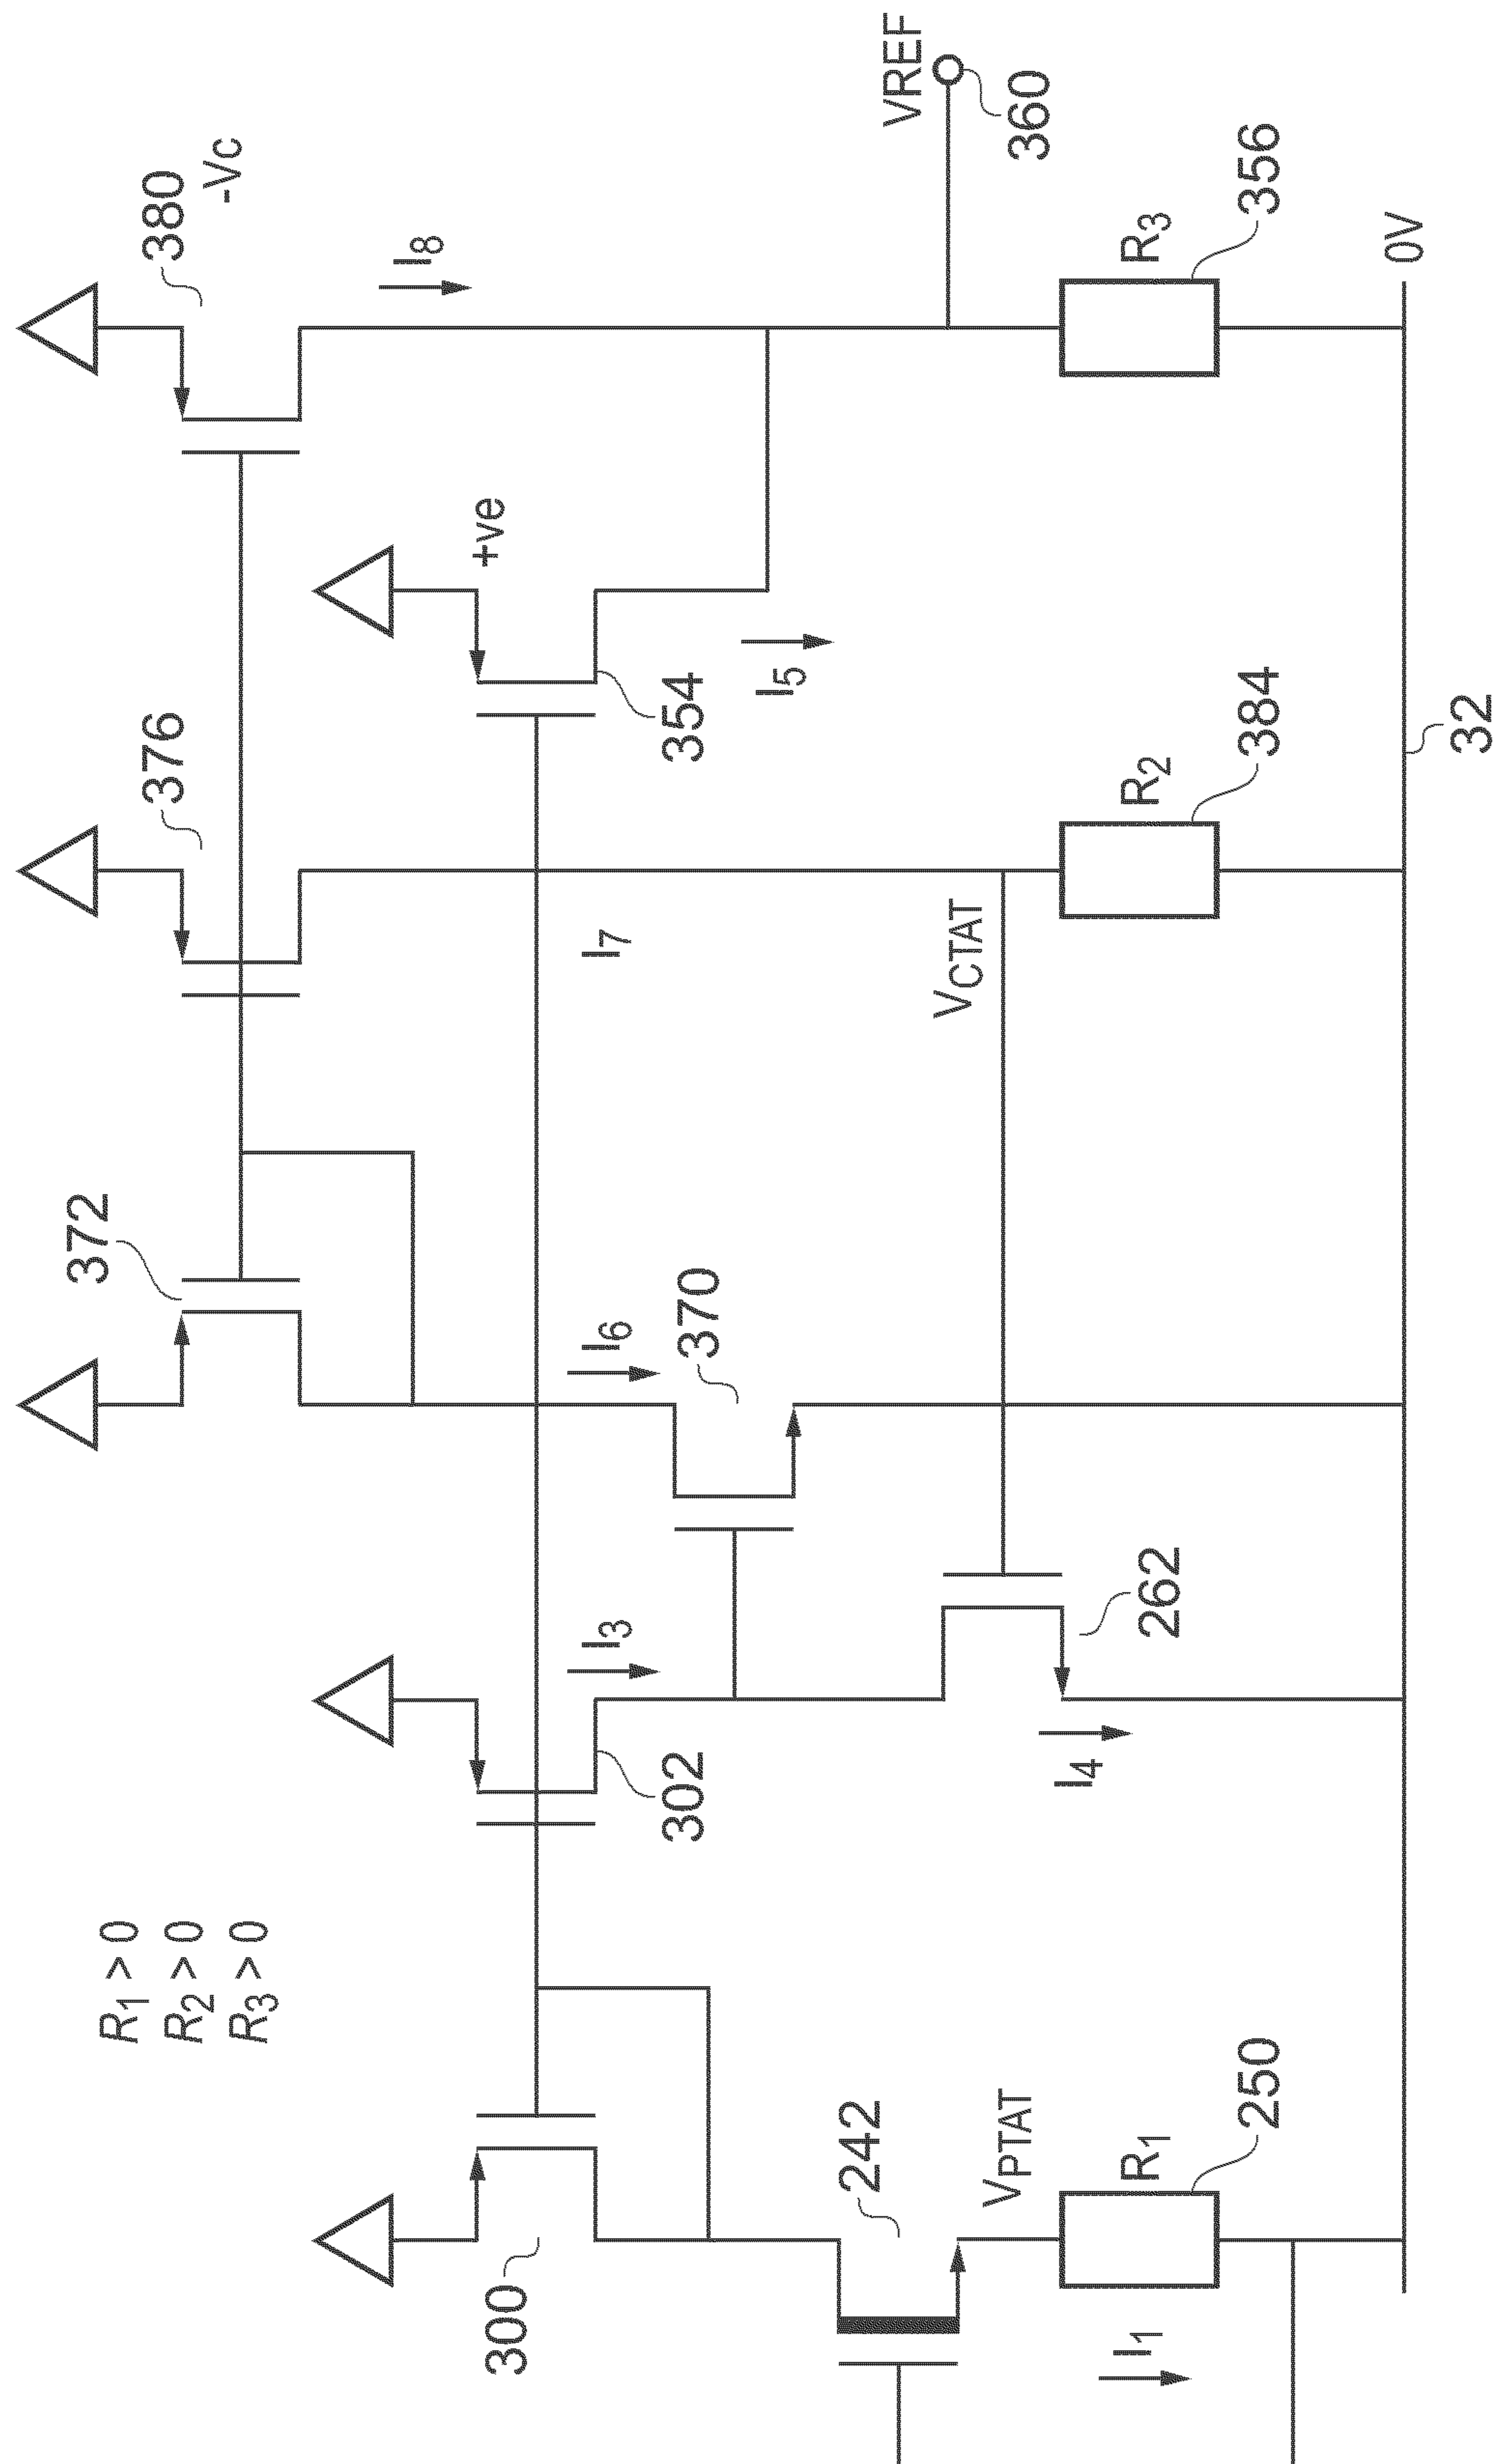 R1 > 0
R2 > 0
R3 > 0
372
376
380
-Vc
300
302
I3
I6
I7
354
+ve
I5
I8
370
242
VPTAT
I1
R1
250
I4
262
VCTAT
R2
384
VREF
360
R3
356
32
0V